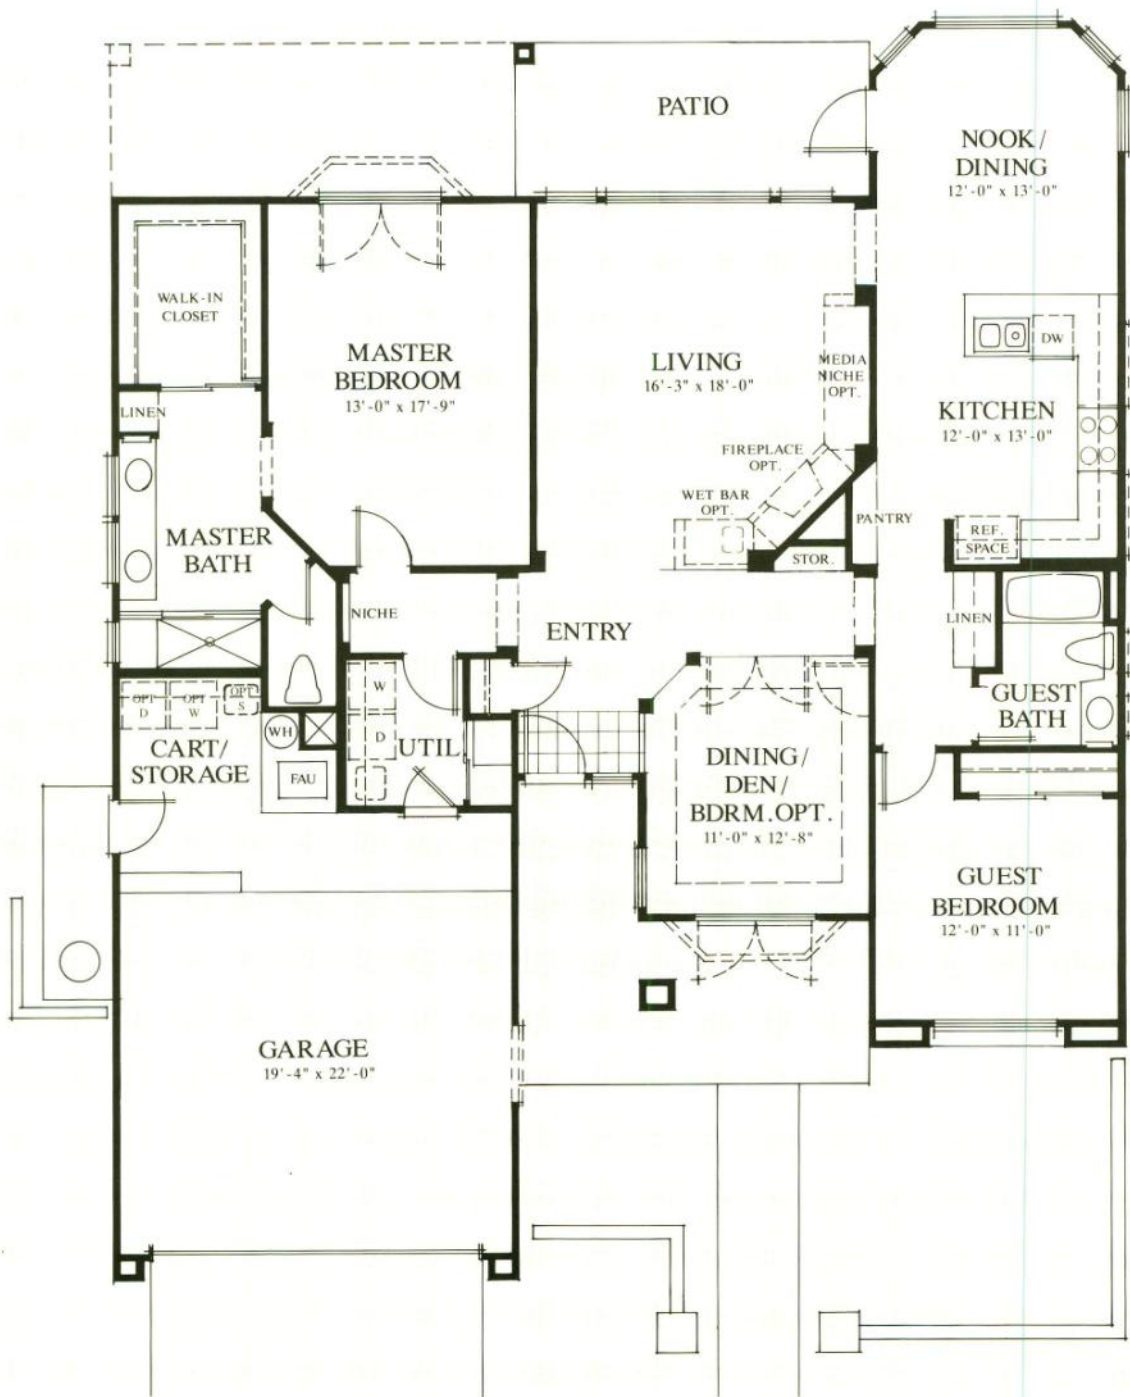 PATIO
NOOK/
DINING
12'-0" x 13'-0"
WALK-IN
CLOSET
MASTER
BEDROOM
13'-0" x 17'-9"
LIVING
16'-3" x 18'-0"
MEDIA
NICHE
OPT.
DW
KITCHEN
12'-0" x 13'-0"
LINEN
FIREPLACE
OPT.
WET BAR
OPT.
PANTRY
REF.
SPACE
MASTER
BATH
STOR.
NICHE
ENTRY
LINEN
GUEST
BATH
OPT
D
OPT
W
OPT
S
W
D
UTIL
CART/
STORAGE
WH
FAU
DINING/
DEN/
BDRM.OPT.
11'-0" x 12'-8"
GUEST
BEDROOM
12'-0" x 11'-0"
GARAGE
19'-4" x 22'-0"